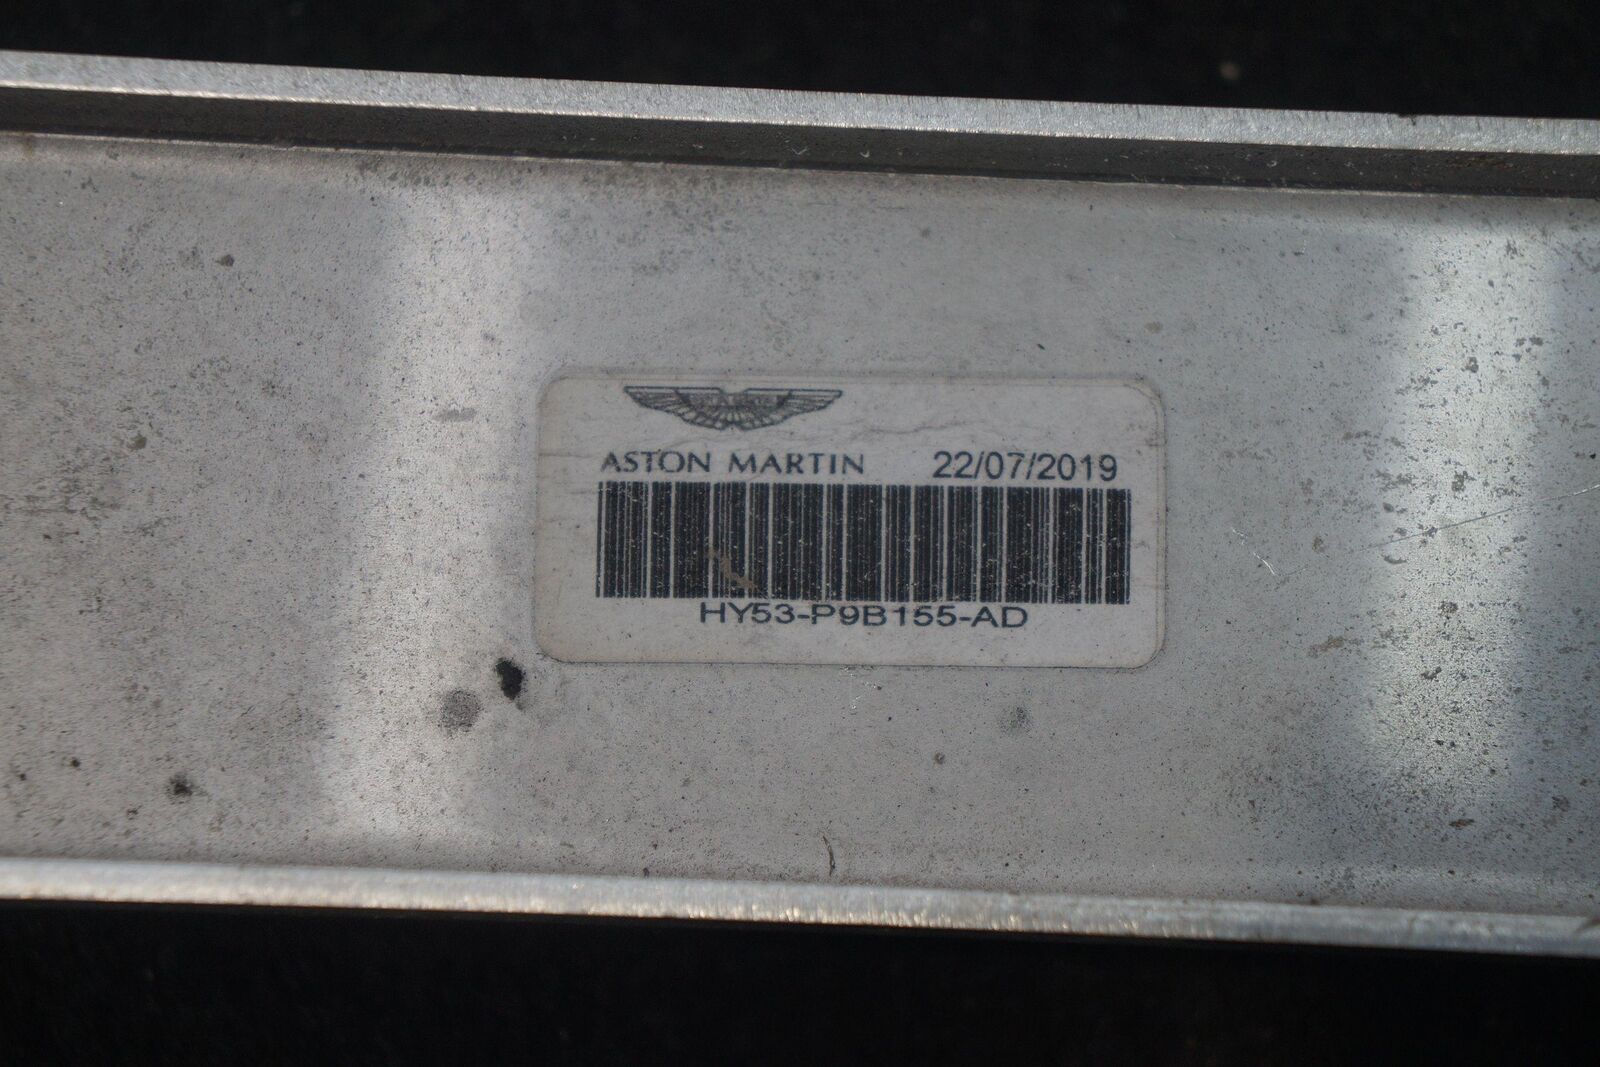 ASTON MARTIN 22/07/2019
HY53-P9B155-AD